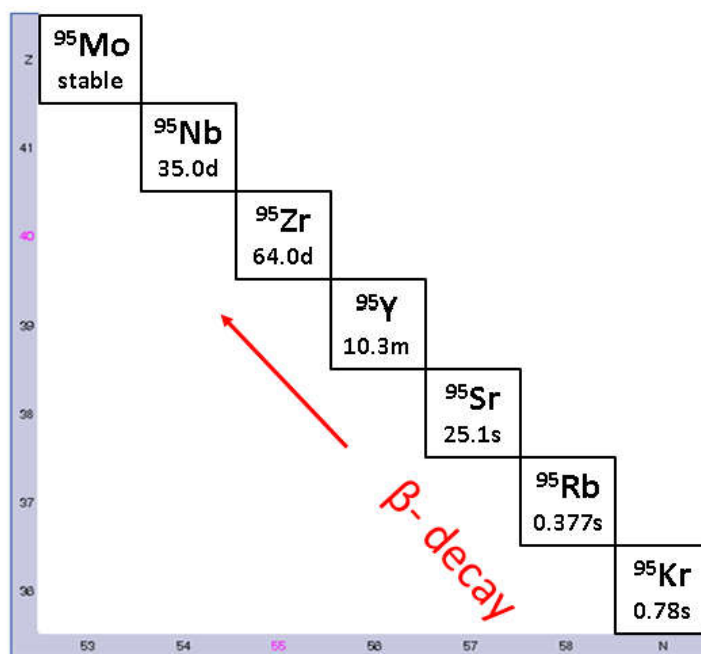 ⁹⁵Mo
stable
Z
⁹⁵Nb
35.0d
41
⁹⁵Zr
64.0d
40
⁹⁵Y
10.3m
39
⁹⁵Sr
25.1s
38
⁹⁵Rb
0.377s
37
⁹⁵Kr
0.78s
36
β- decay
53 54 55 56 57 58 N